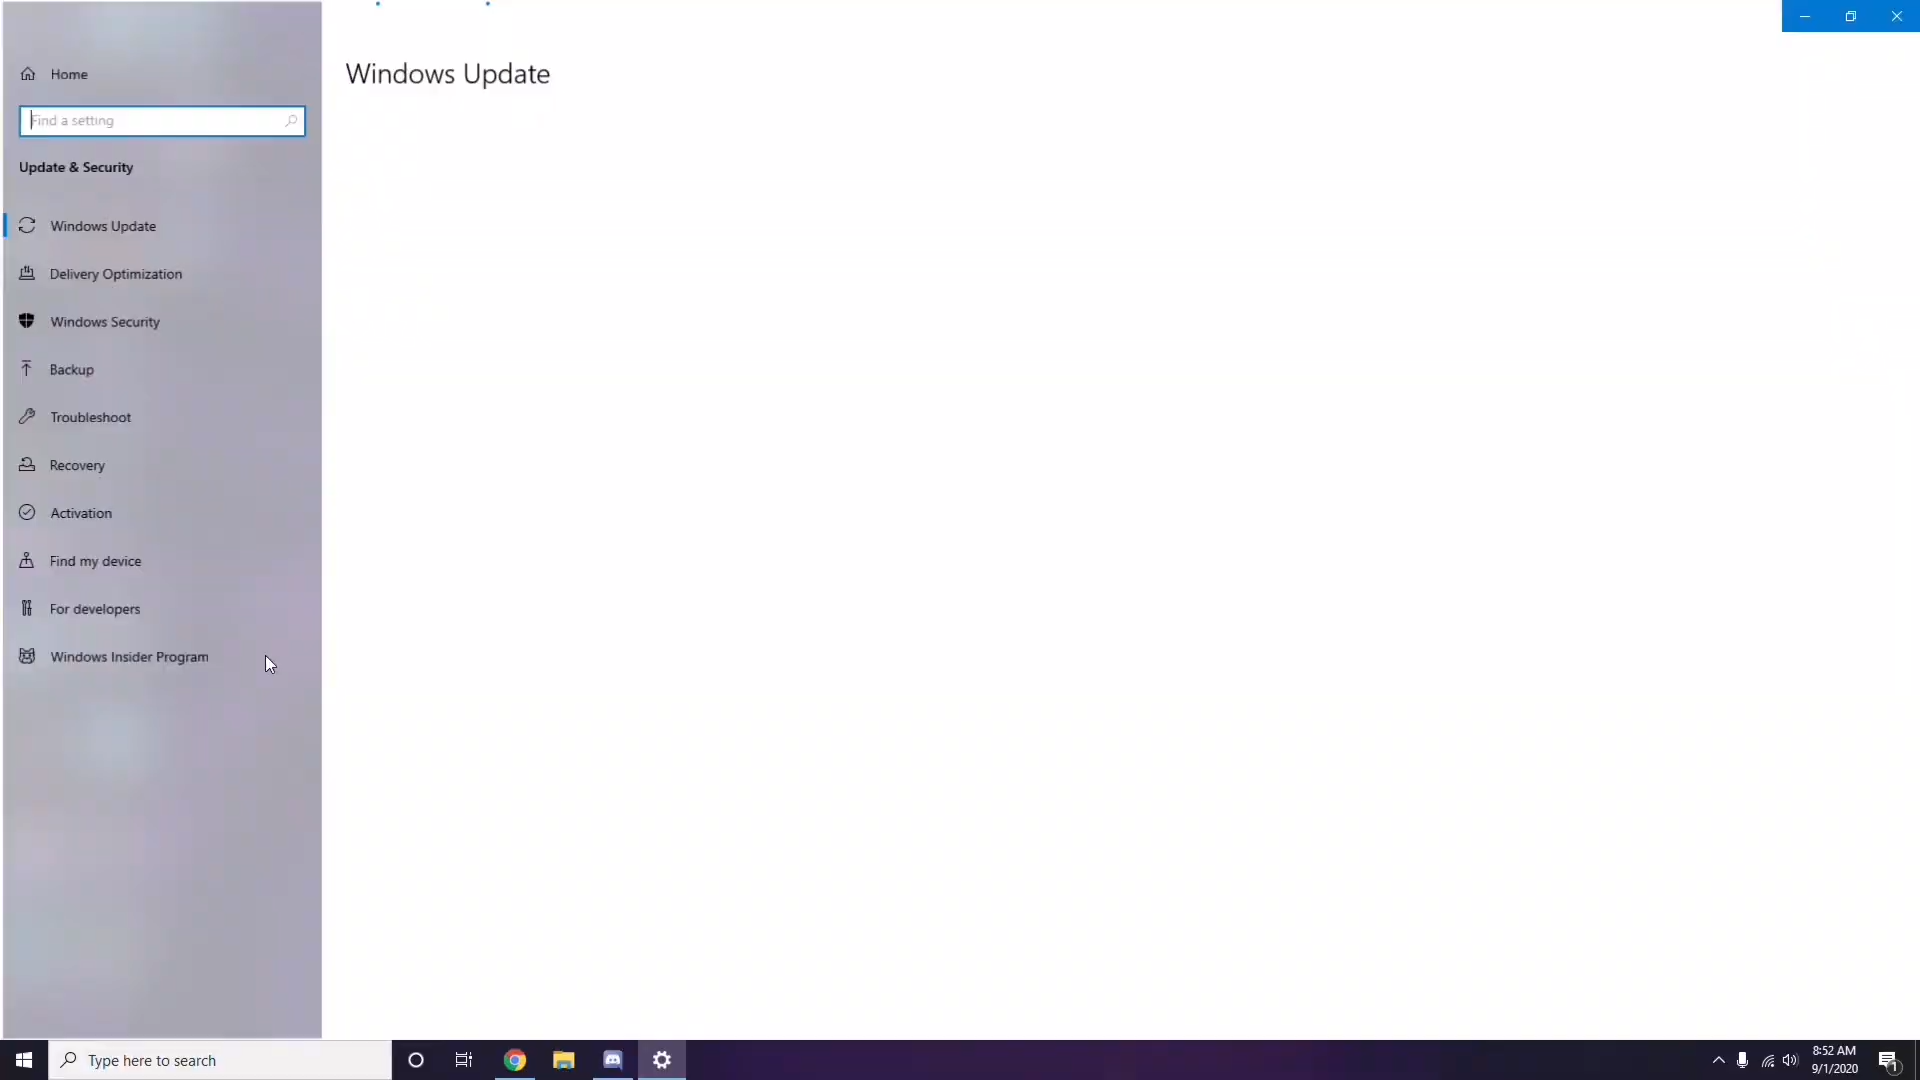 Home
Find a setting
Update & Security
Windows Update
Delivery Optimization
Windows Security
Backup
Troubleshoot
Recovery
Activation
Find my device
For developers
Windows Insider Program
Windows Update
Type here to search
8:52 AM
9/1/2020
1